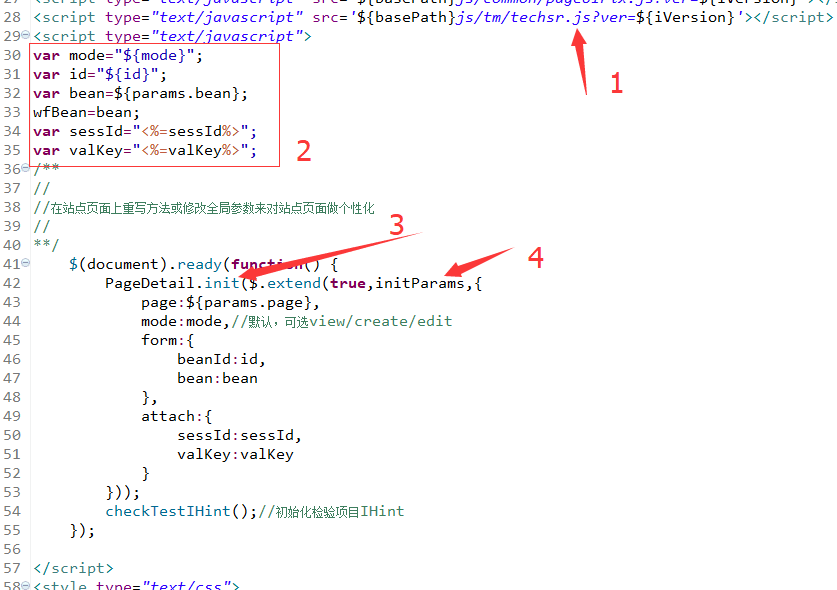 27 <script type="text/javascript" src='${basePath}js/common/pageUIFix.js?ver=${iVersion}'></s
28 <script type="text/javascript" src='${basePath}js/tm/techsr.js?ver=${iVersion}'></script>
29 <script type="text/javascript">
30 var mode="${mode}";
31 var id="${id}";
32 var bean=${params.bean};
33 wfBean=bean;
34 var sessId="<%=sessId%>";
35 var valKey="<%=valKey%>";
36 /**
37 //
38 //在站点页面上重写方法或修改全局参数来对站点页面做个性化
39 //
40 **/
41 $(document).ready(function() {
42 PageDetail.init($.extend(true,initParams,{
43 page:${params.page},
44 mode:mode,//默认，可选view/create/edit
45 form:{
46 beanId:id,
47 bean:bean
48 },
49 attach:{
50 sessId:sessId,
51 valKey:valKey
52 }
53 }));
54 checkTestIHint();//初始化检验项目IHint
55 });
56
57 </script>
58 <style type="text/css">
1
2
3
4